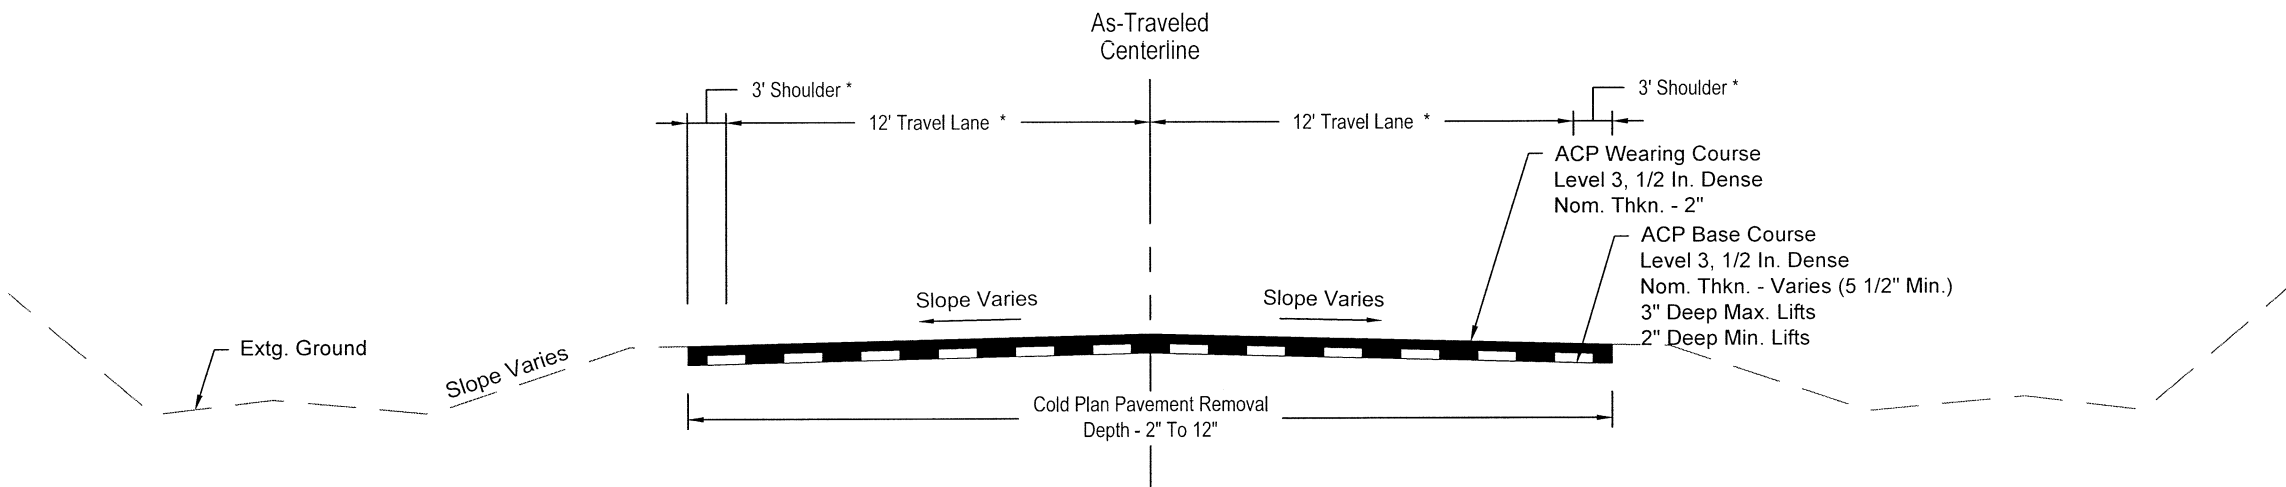 As-Traveled
Centerline
3' Shoulder *
3' Shoulder *
12' Travel Lane *
12' Travel Lane *
ACP Wearing Course
Level 3, 1/2 In. Dense
Nom. Thkn. - 2"
ACP Base Course
Level 3, 1/2 In. Dense
Nom. Thkn. - Varies (5 1/2" Min.)
3" Deep Max. Lifts
2" Deep Min. Lifts
Slope Varies
Slope Varies
Extg. Ground
Slope Varies
Cold Plan Pavement Removal
Depth - 2" To 12"